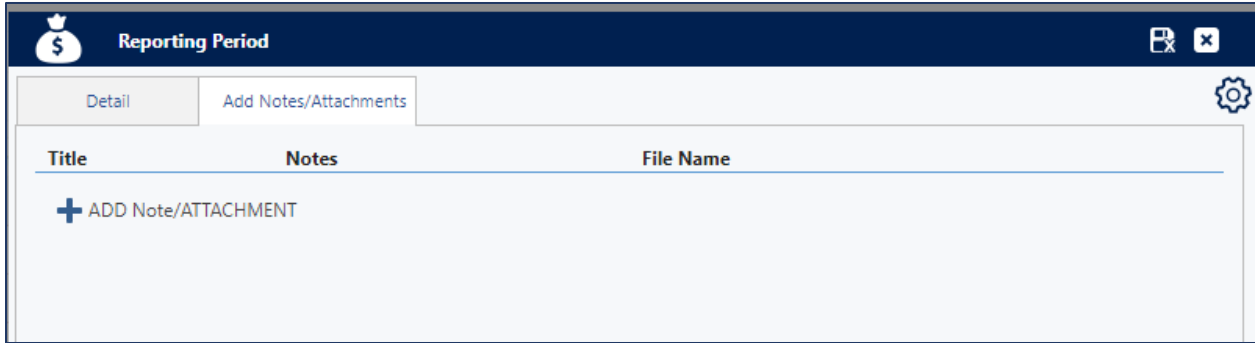 Reporting Period
Detail Add Notes/Attachments
Title Notes File Name
ADD Note/ATTACHMENT